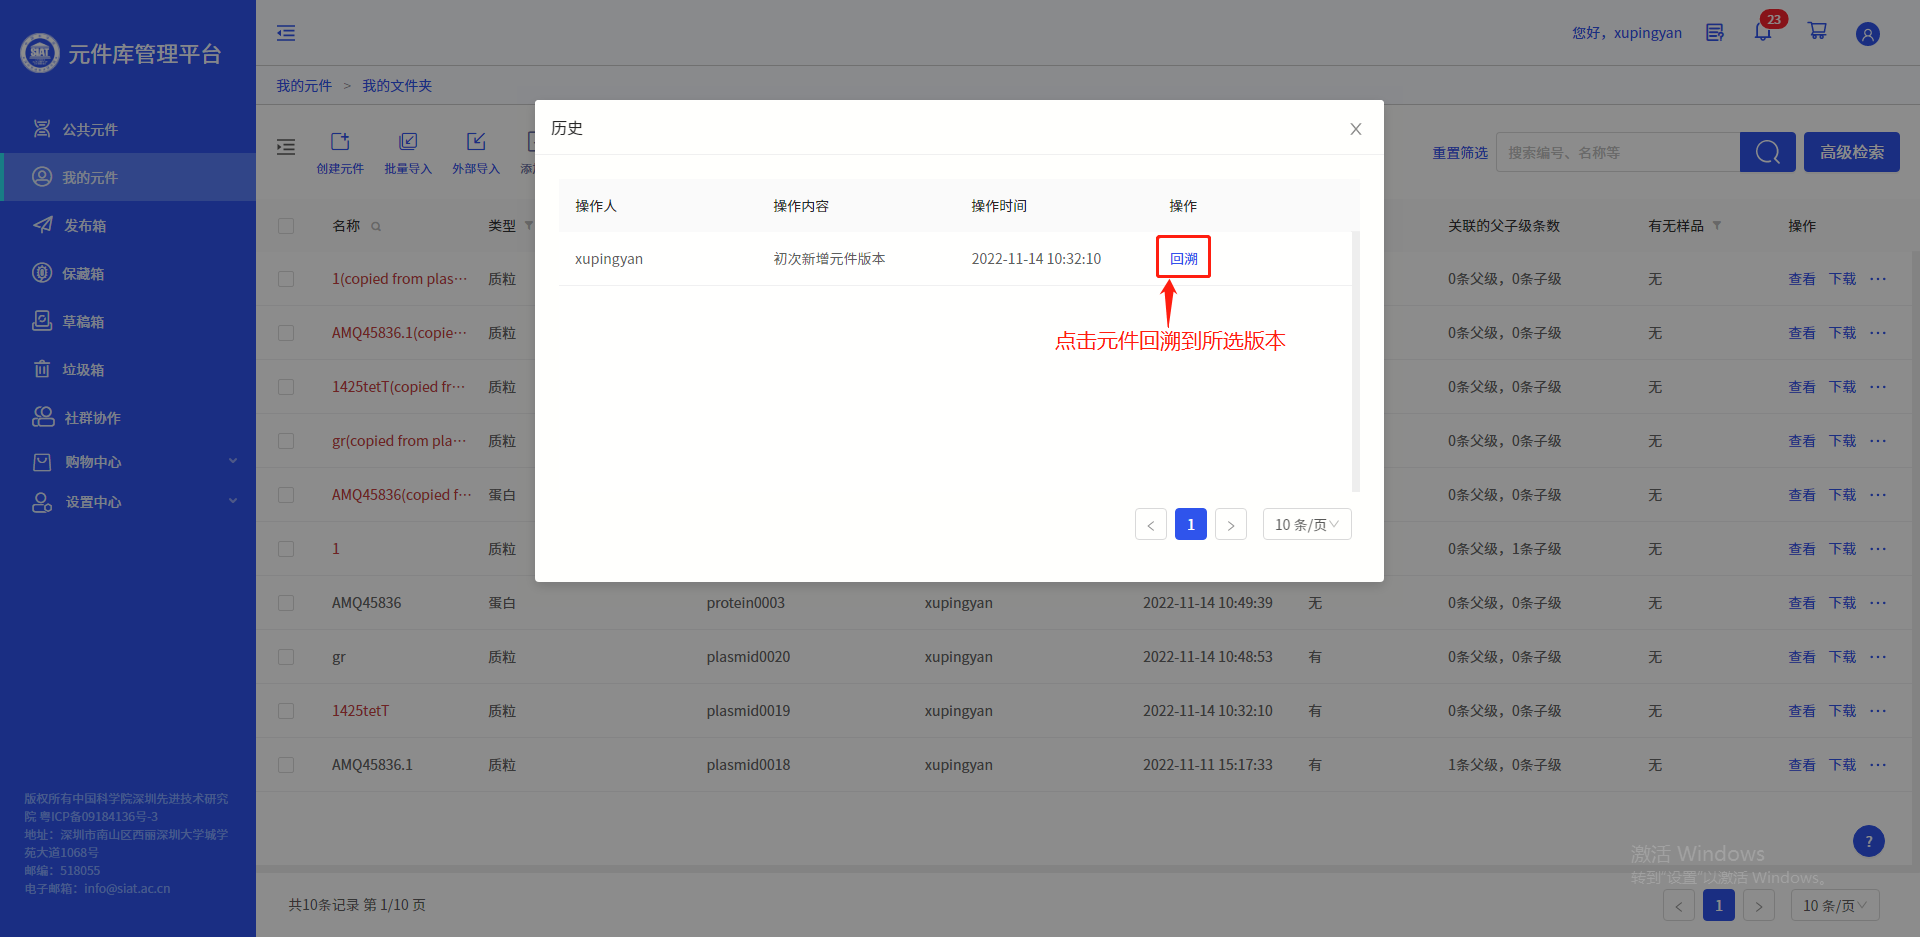 SIAT 元件库管理平台
您好，xupingyan
23
我的元件 > 我的文件夹
公共元件
我的元件
发布箱
保藏箱
草稿箱
垃圾箱
社群协作
购物中心
设置中心
版权所有中国科学院深圳先进技术研究
院 粤ICP备09184136号-3
地址：深圳市南山区西丽深圳大学城学
苑大道1068号
邮编：518055
电子邮箱：info@siat.ac.cn
创建元件 批量导入 外部导入
重置筛选 搜索编号、名称等 高级检索
历史
操作人 操作内容 操作时间 操作
xupingyan 初次新增元件版本 2022-11-14 10:32:10 回溯
点击元件回溯到所选版本
< 1 > 10 条/页
名称 类型 关联的父子级条数 有无样品 操作
1(copied from plas··· 质粒 0条父级，0条子级 无 查看 下载 ···
AMQ45836.1(copie··· 质粒 0条父级，0条子级 无 查看 下载 ···
1425tetT(copied fr··· 质粒 0条父级，0条子级 无 查看 下载 ···
gr(copied from pla··· 质粒 0条父级，0条子级 无 查看 下载 ···
AMQ45836(copied f··· 蛋白 0条父级，0条子级 无 查看 下载 ···
1 质粒 0条父级，1条子级 无 查看 下载 ···
AMQ45836 蛋白 protein0003 xupingyan 2022-11-14 10:49:39 无 0条父级，0条子级 无 查看 下载 ···
gr 质粒 plasmid0020 xupingyan 2022-11-14 10:48:53 有 0条父级，0条子级 无 查看 下载 ···
1425tetT 质粒 plasmid0019 xupingyan 2022-11-14 10:32:10 有 0条父级，0条子级 无 查看 下载 ···
AMQ45836.1 质粒 plasmid0018 xupingyan 2022-11-11 15:17:33 有 1条父级，0条子级 无 查看 下载 ···
?
激活 Windows
转到“设置”以激活 Windows。
共10条记录 第 1/10 页
< 1 > 10 条/页